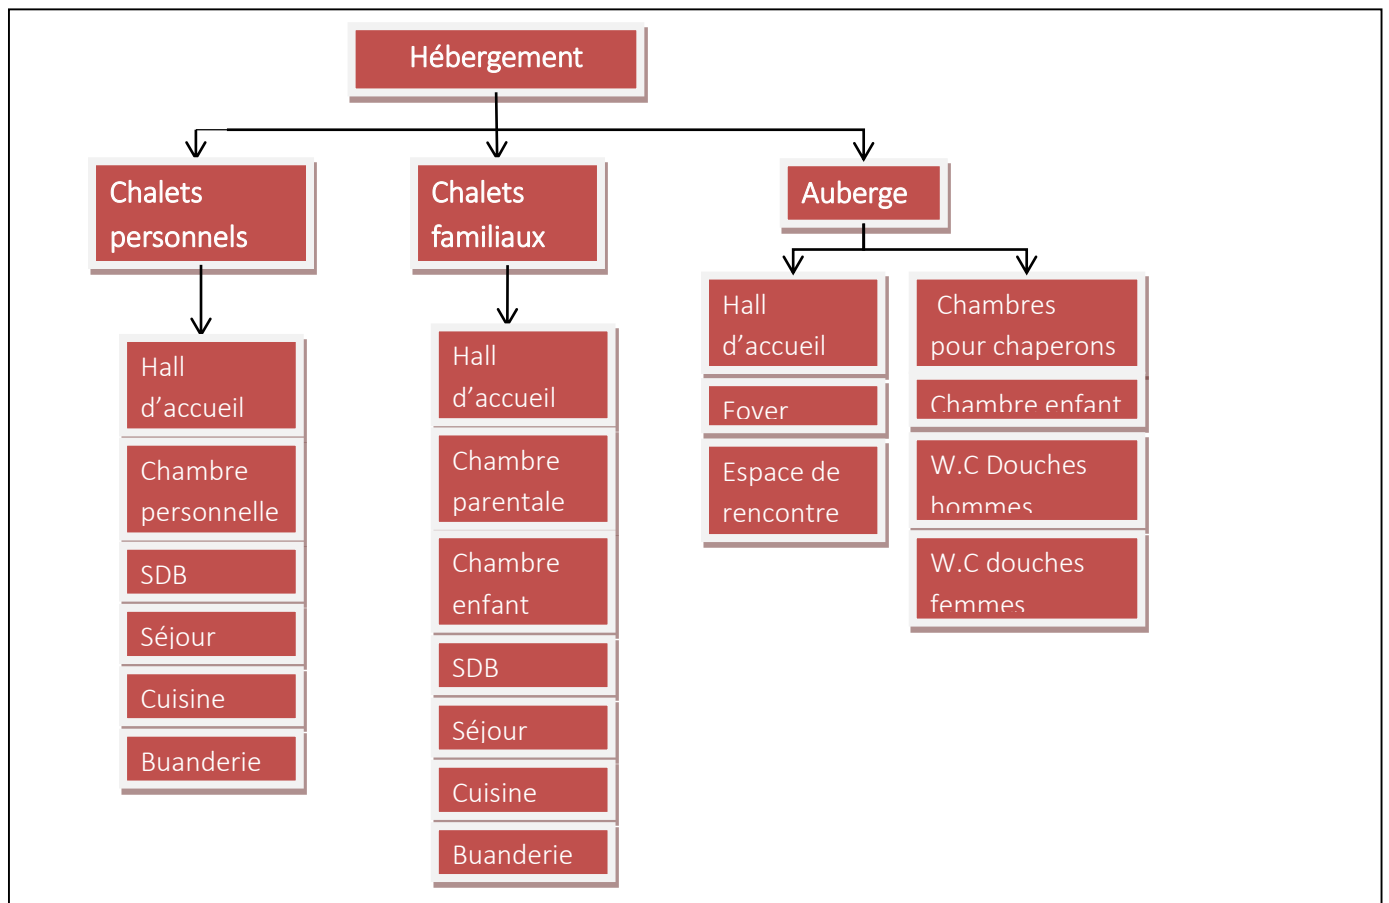 Hébergement
Chalets
personnels
Chalets
familiaux
Auberge
Hall
d’accueil
Chambre
personnelle
SDB
Séjour
Cuisine
Buanderie
Hall
d’accueil
Chambre
parentale
Chambre
enfant
SDB
Séjour
Cuisine
Buanderie
Hall
d’accueil
Foyer
Espace de
rencontre
Chambres
pour chaperons
Chambre enfant
W.C Douches
hommes
W.C douches
femmes